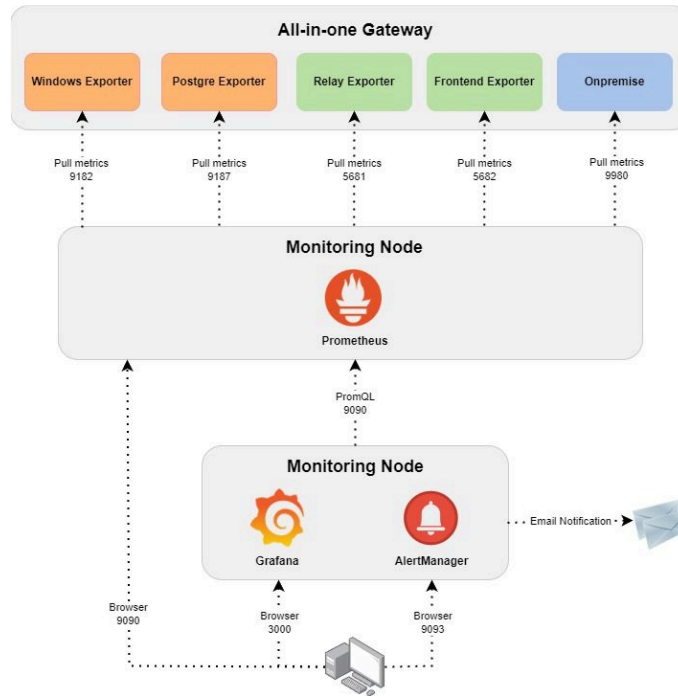 All-in-one Gateway
Windows Exporter
Postgre Exporter
Relay Exporter
Frontend Exporter
Onpremise
Pull metrics
9182
Pull metrics
9187
Pull metrics
5681
Pull metrics
5682
Pull metrics
9980
Monitoring Node
Prometheus
PromQL
9090
Monitoring Node
Grafana
AlertManager
Email Notification
Browser
9090
Browser
3000
Browser
9093